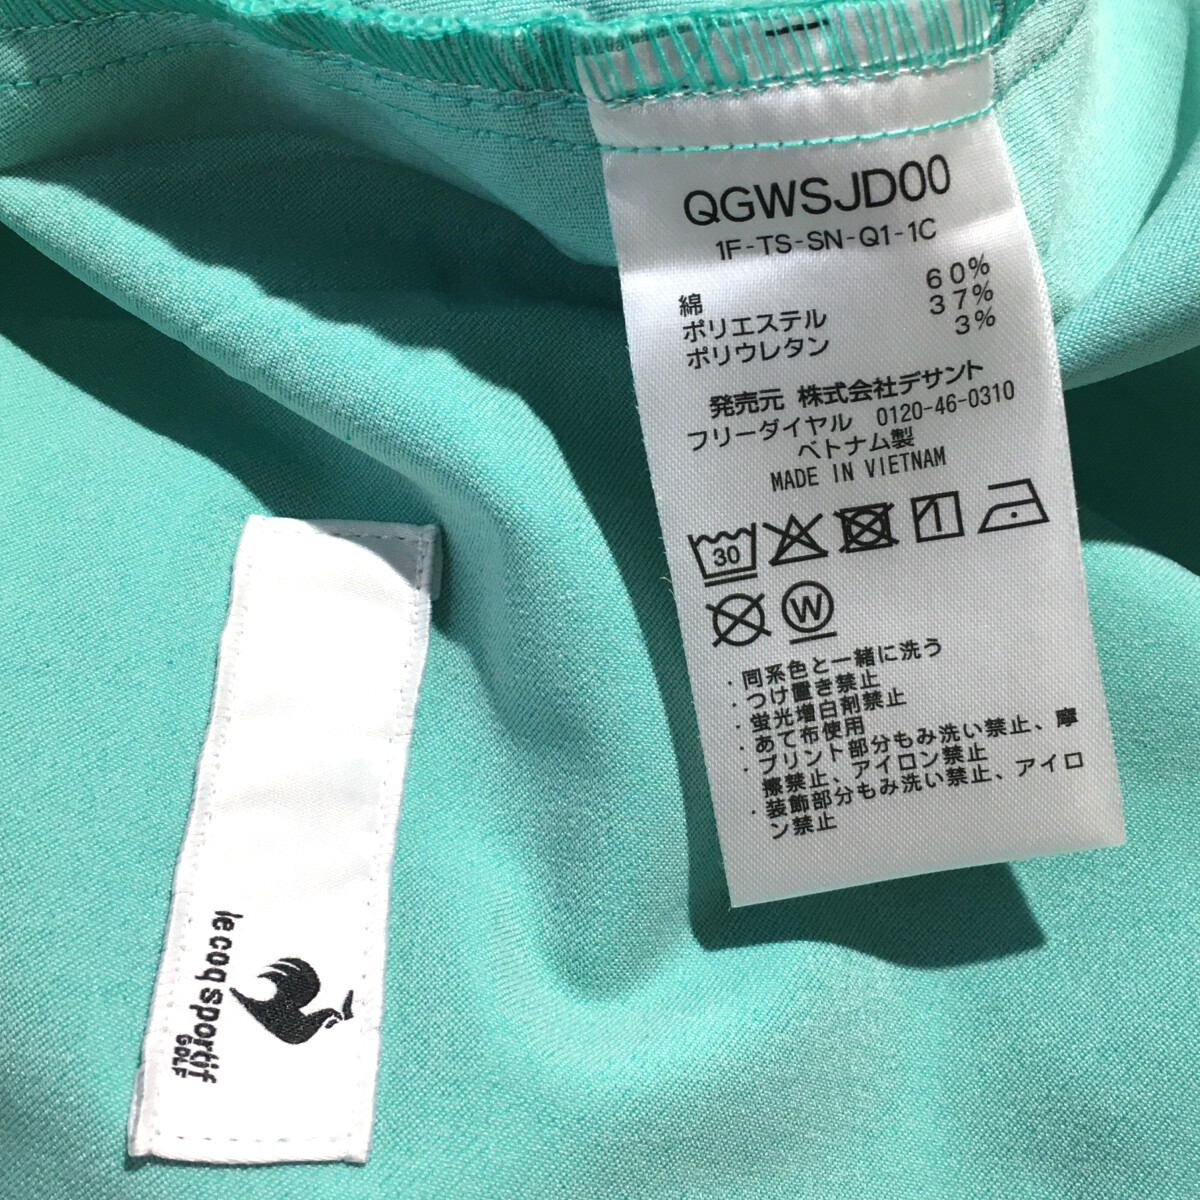 QGWSJD00
1F-TS-SN-Q1-1C
綿 60%
ポリエステル 37%
ポリウレタン 3%
発売元 株式会社デサント
フリーダイヤル 0120-46-0310
ベトナム製
MADE IN VIETNAM
30
W
・同系色と一緒に洗う
・つけ置き禁止
・蛍光増白剤禁止
・あて布使用
・プリント部分もみ洗い禁止、摩
擦禁止、アイロン禁止
・装飾部分もみ洗い禁止、アイロ
ン禁止
le coq sportif
GOLF